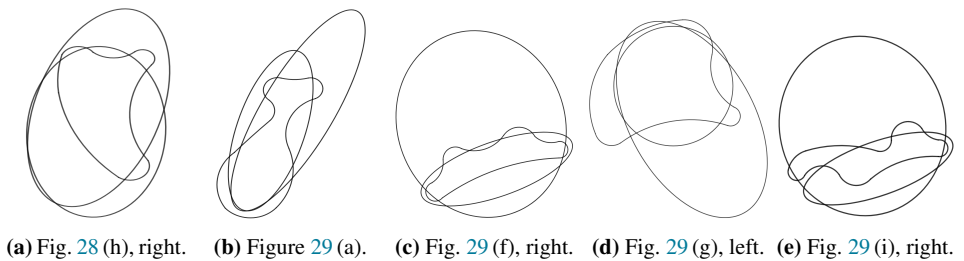 (a) Fig. 28 (h), right. (b) Figure 29 (a). (c) Fig. 29 (f), right. (d) Fig. 29 (g), left. (e) Fig. 29 (i), right.